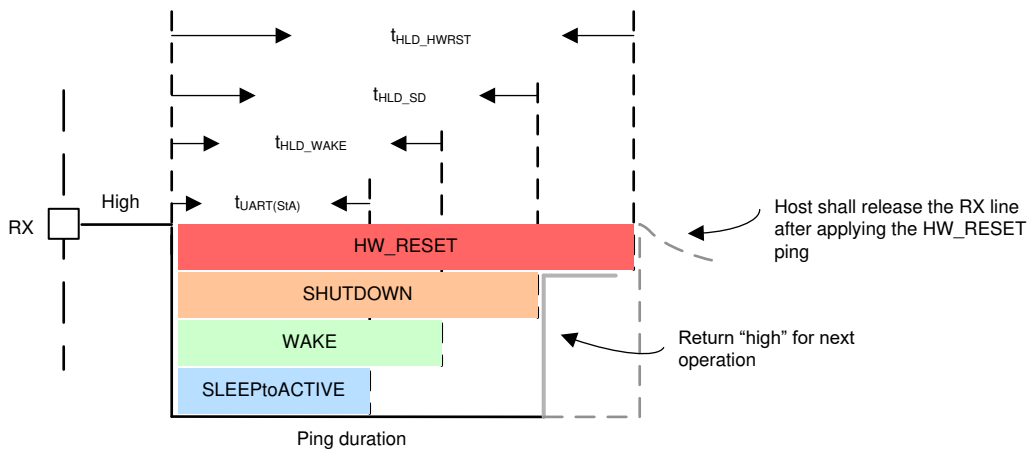 tHLD_HWRST
tHLD_SD
tHLD_WAKE
tUART(StA)
High
RX
HW_RESET
SHUTDOWN
WAKE
SLEEPtoACTIVE
Ping duration
Host shall release the RX line
after applying the HW_RESET
ping
Return “high” for next
operation